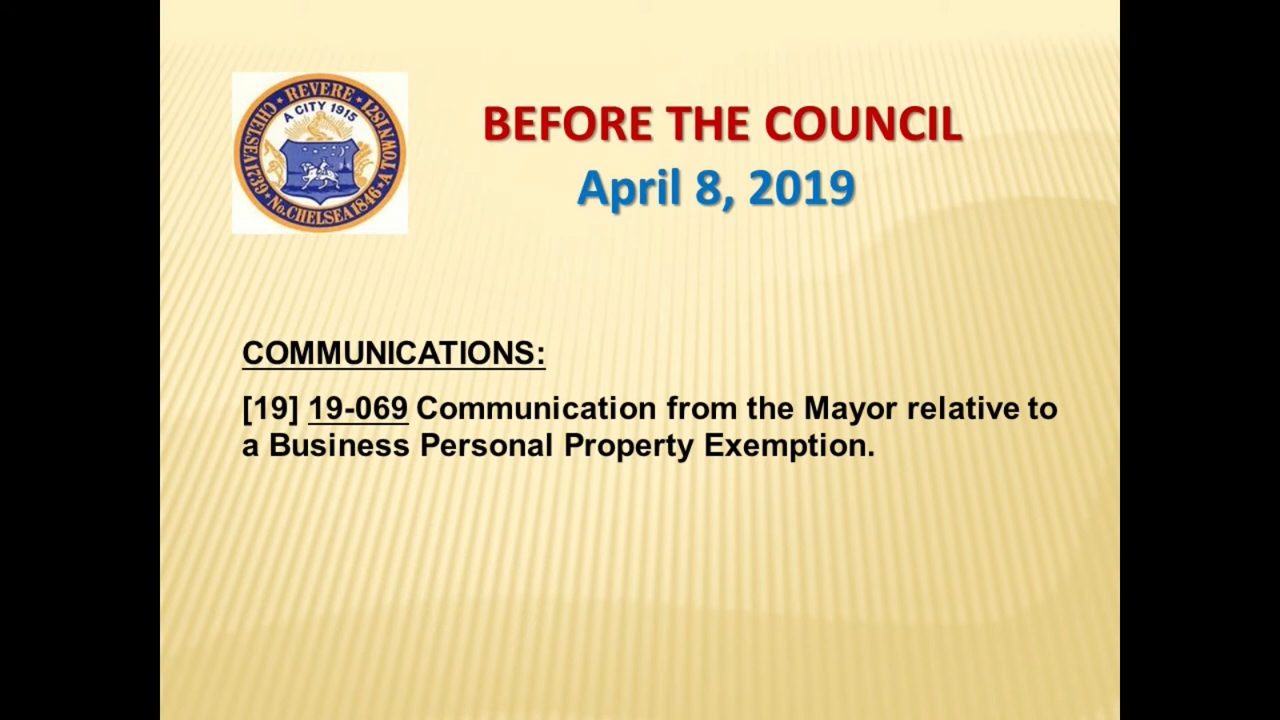 REVERE
A CITY 1915
CHELSEA 1739 • No. CHELSEA 1846 • A TOWN 1871
BEFORE THE COUNCIL
April 8, 2019
COMMUNICATIONS:
[19] 19-069 Communication from the Mayor relative to
a Business Personal Property Exemption.